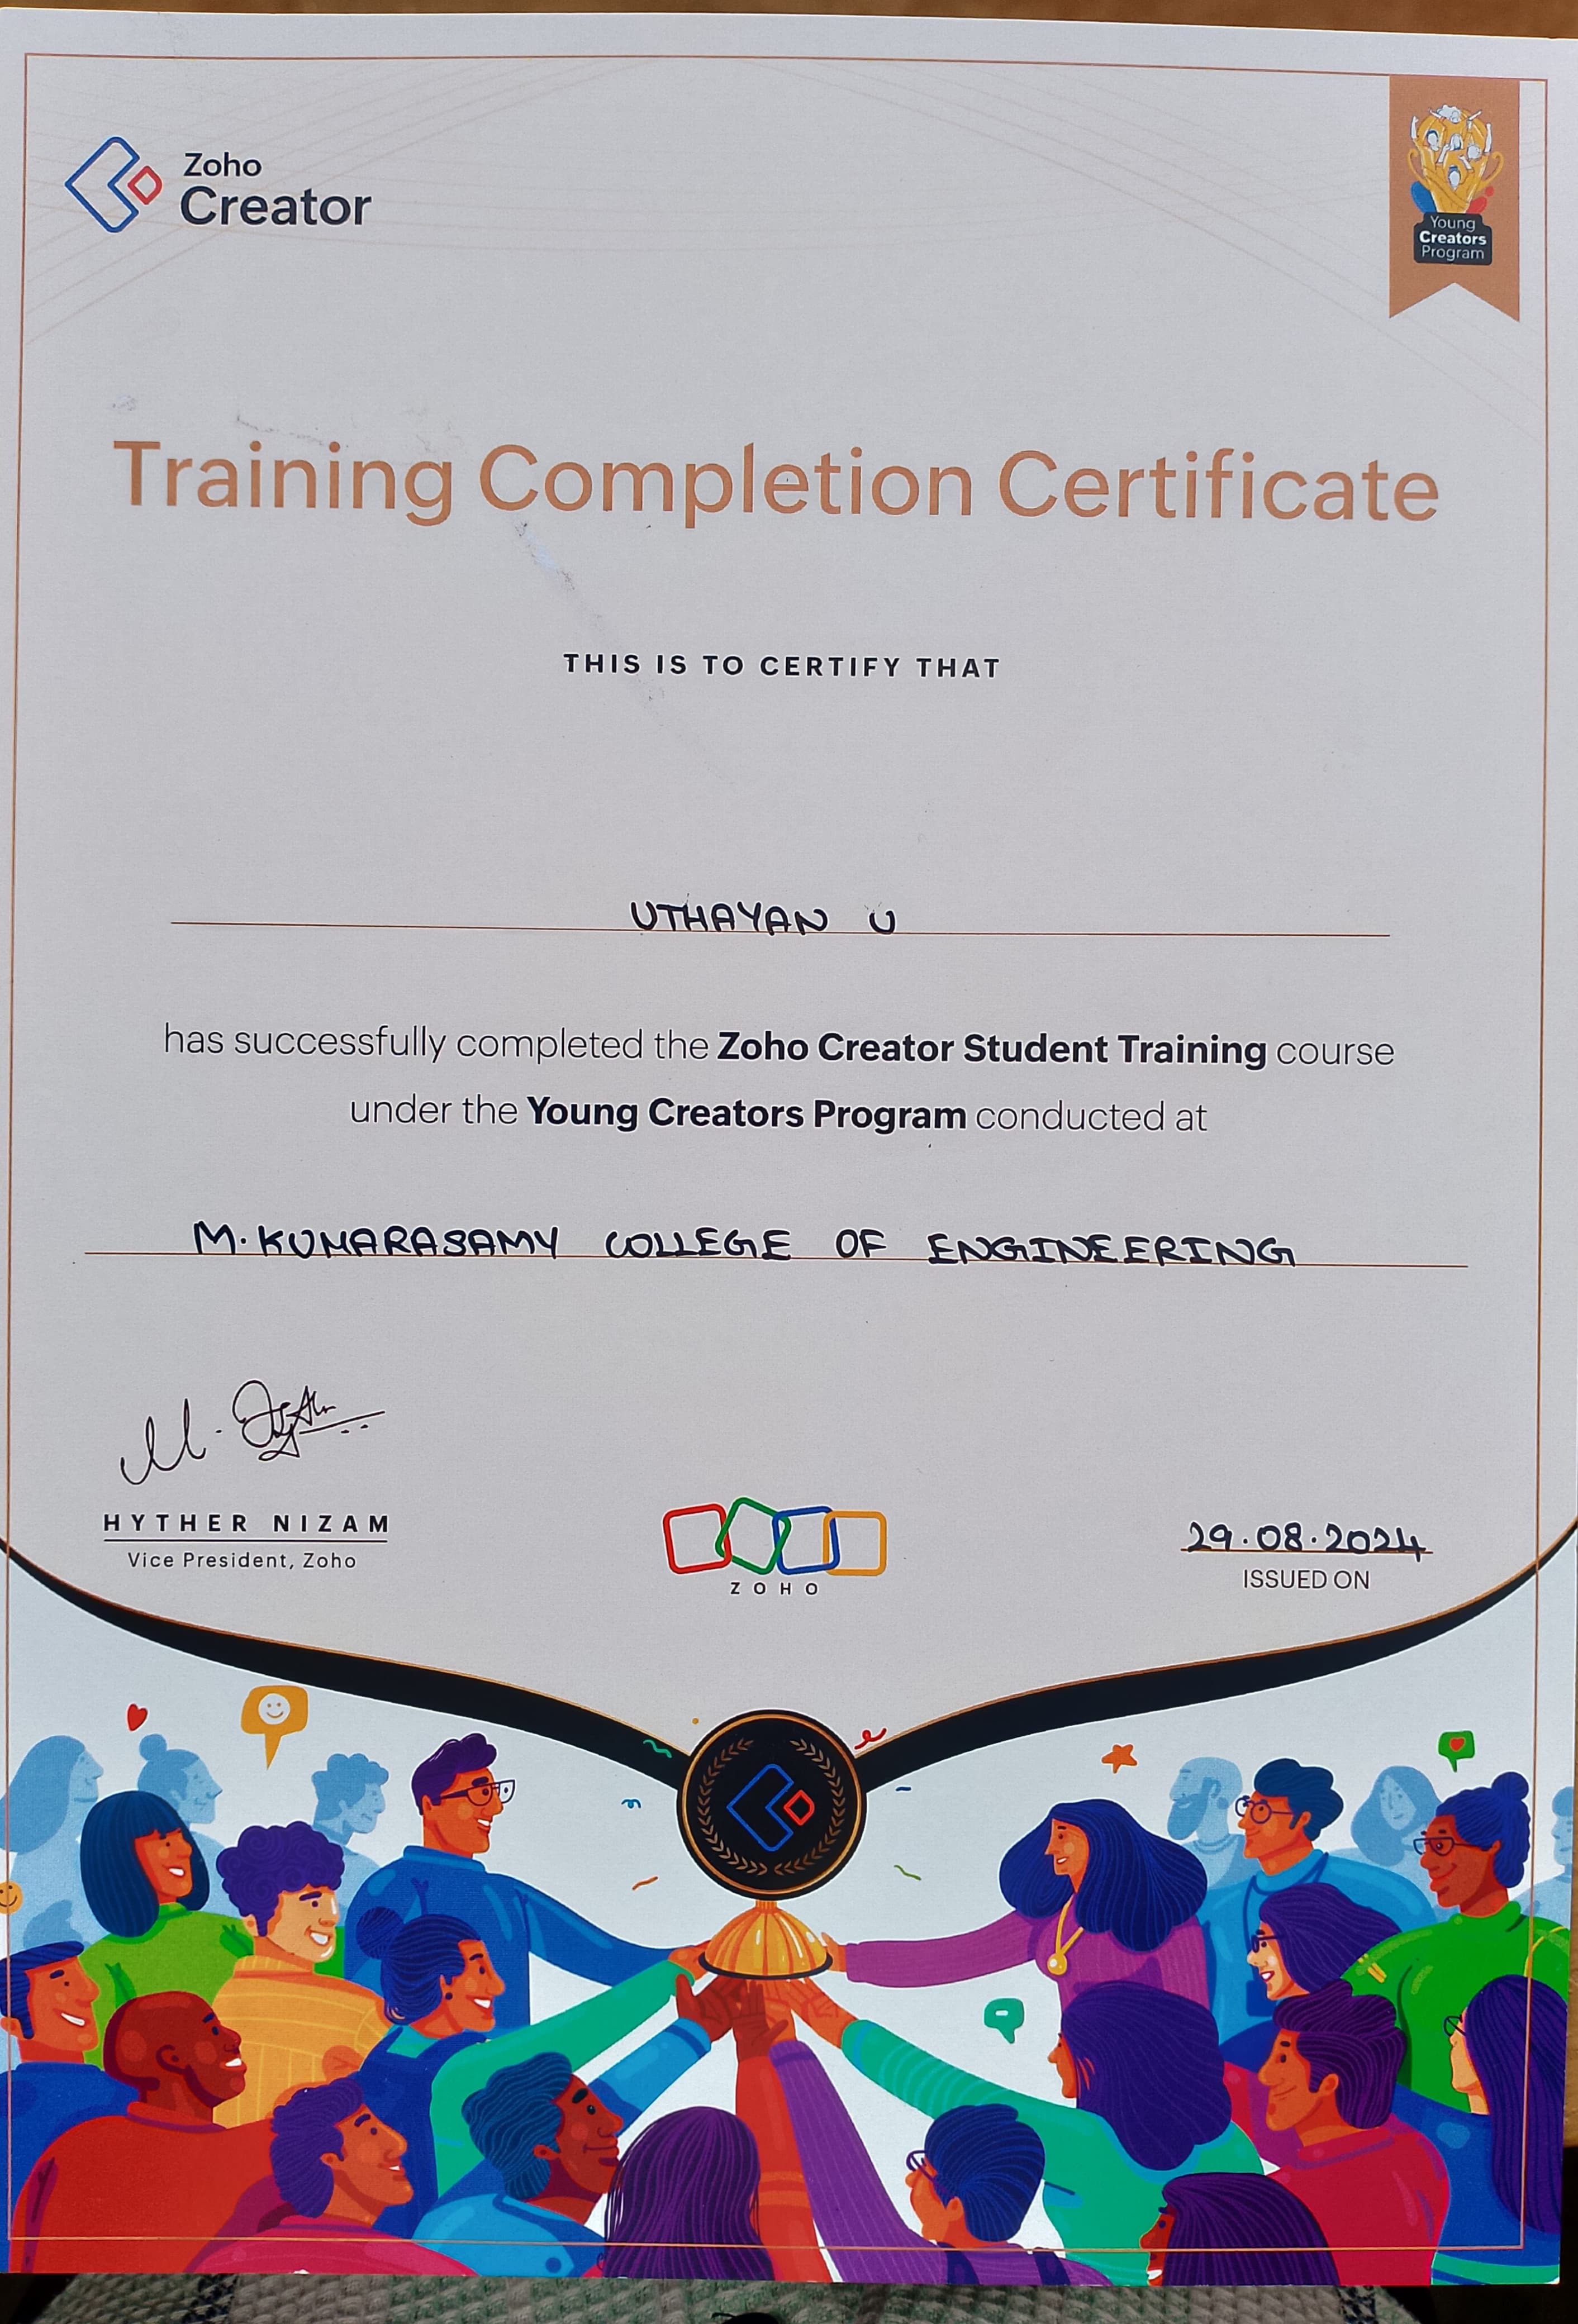 Zoho
Creator
Young
Creators
Program
Training Completion Certificate
THIS IS TO CERTIFY THAT
UTHAYAN U
has successfully completed the Zoho Creator Student Training course
under the Young Creators Program conducted at
M.KUMARASAMY COLLEGE OF ENGINEERING
HYTHER NIZAM
Vice President, Zoho
ZOHO
29.08.2024
ISSUED ON